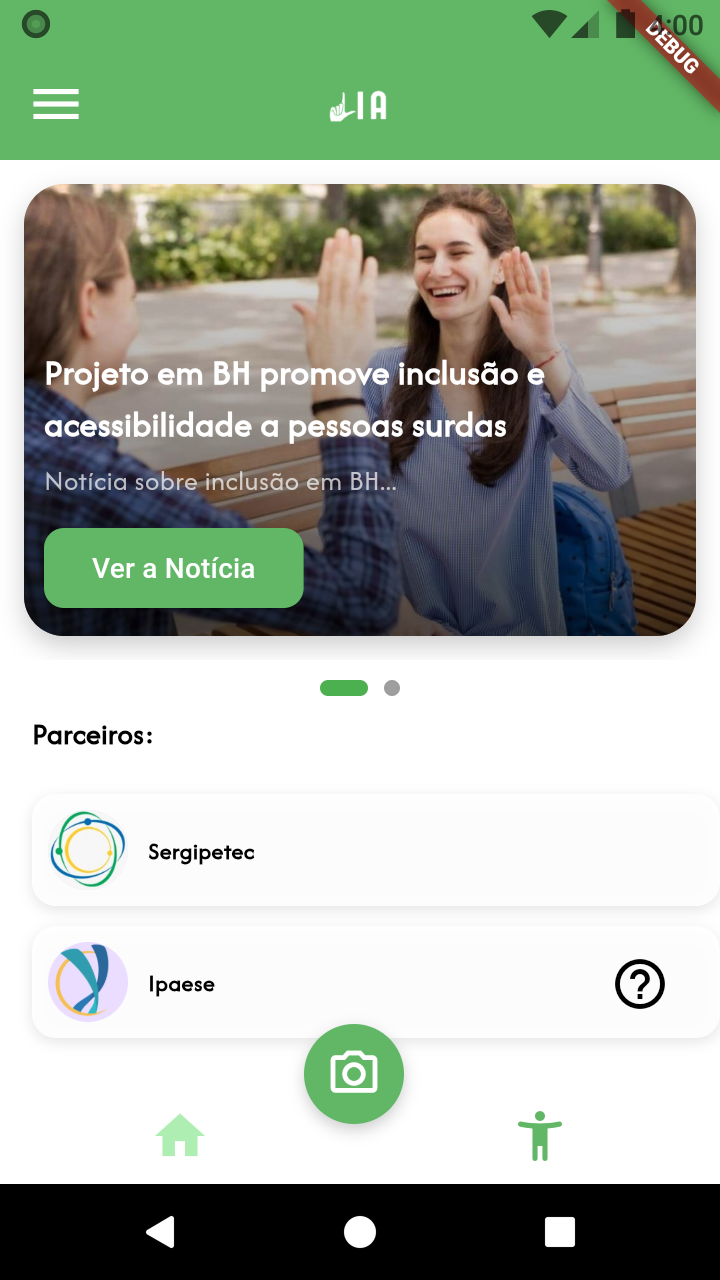 4:00
DEBUG
LIA
Projeto em BH promove inclusão e
acessibilidade a pessoas surdas
Notícia sobre inclusão em BH...
Ver a Notícia
Parceiros:
Sergipetec
Ipaese